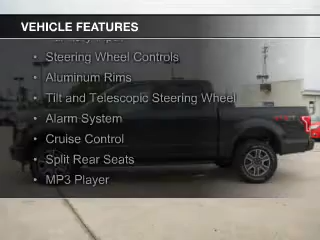 VEHICLE FEATURES
• Steering Wheel Controls
• Aluminum Rims
• Tilt and Telescopic Steering Wheel
• Alarm System
• Cruise Control
• Split Rear Seats
• MP3 Player